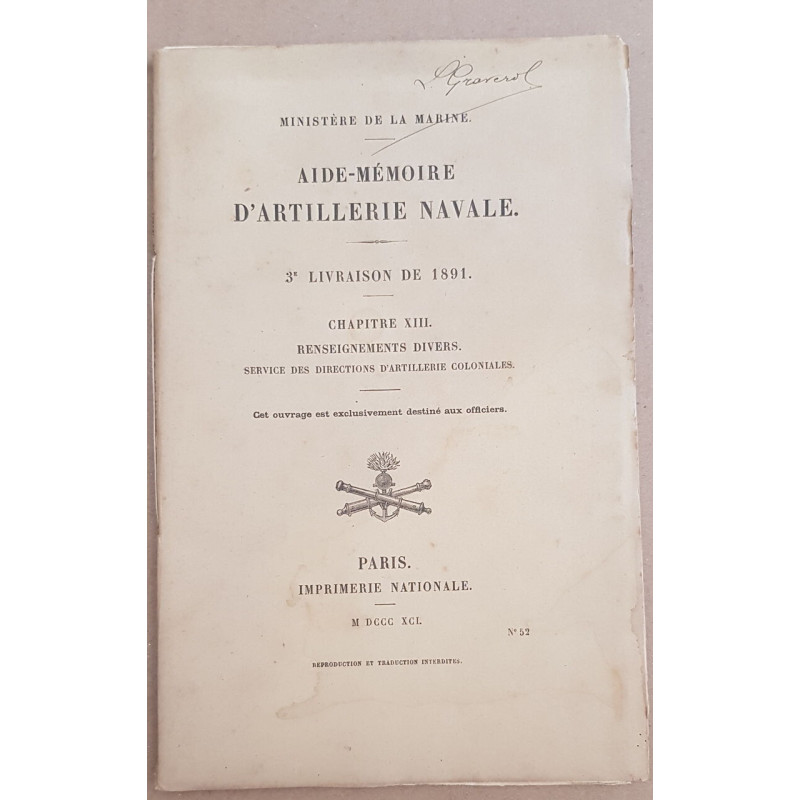 L. Graverol
MINISTÈRE DE LA MARINE.
AIDE-MÉMOIRE
D'ARTILLERIE NAVALE.
3E LIVRAISON DE 1891.
CHAPITRE XIII.
RENSEIGNEMENTS DIVERS.
SERVICE DES DIRECTIONS D'ARTILLERIE COLONIALES.
Cet ouvrage est exclusivement destiné aux officiers.
PARIS.
IMPRIMERIE NATIONALE.
M DCCC XCI.
N° 52
REPRODUCTION ET TRADUCTION INTERDITES.